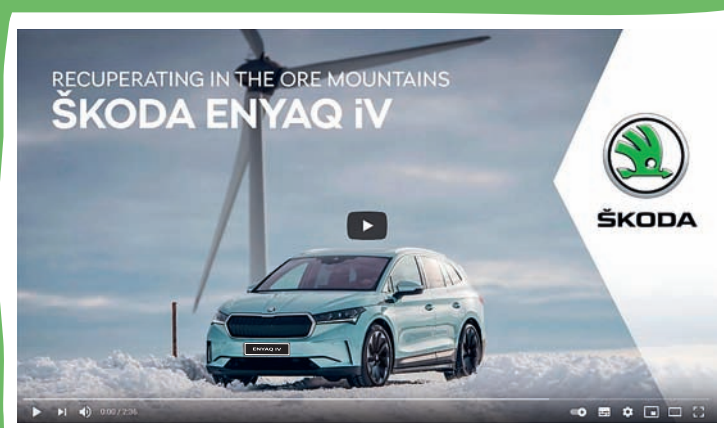 RECUPERATING IN THE ORE MOUNTAINS
ŠKODA ENYAQ iV
ŠKODA
ENYAQ iV
0:00 / 2:36